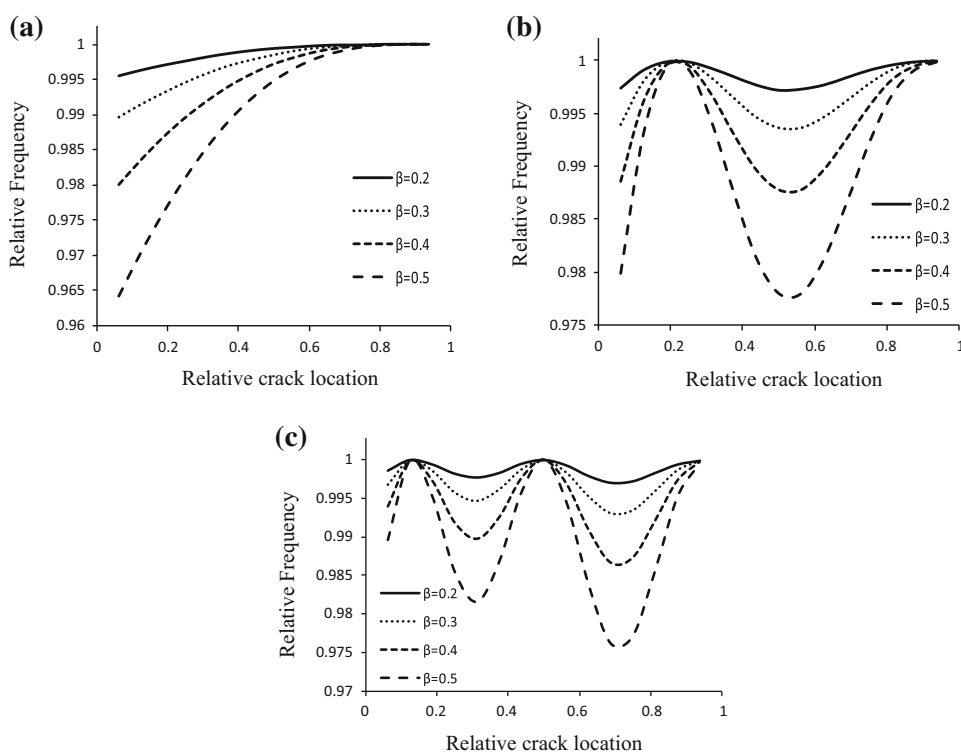 (a)
1
0.995
0.99
0.985
0.98
0.975
0.97
0.965
0.96
0 0.2 0.4 0.6 0.8 1
Relative Frequency
Relative crack location
β=0.2
β=0.3
β=0.4
β=0.5
(b)
1
0.995
0.99
0.985
0.98
0.975
0 0.2 0.4 0.6 0.8 1
Relative Frequency
Relative crack location
β=0.2
β=0.3
β=0.4
β=0.5
(c)
1
0.995
0.99
0.985
0.98
0.975
0.97
0 0.2 0.4 0.6 0.8 1
Relative Frequency
Relative crack location
β=0.2
β=0.3
β=0.4
β=0.5